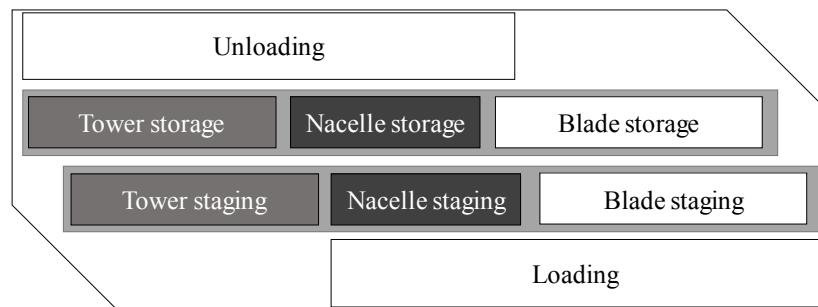 Unloading
Tower storage Nacelle storage Blade storage
Tower staging Nacelle staging Blade staging
Loading